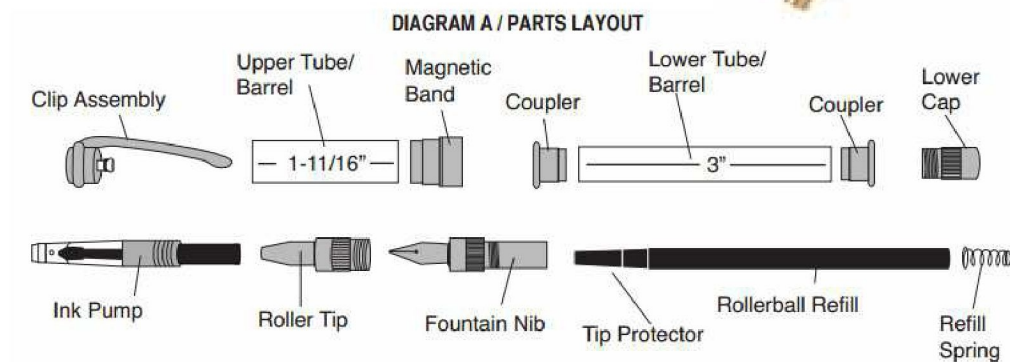 DIAGRAM A / PARTS LAYOUT
Clip Assembly
Upper Tube/
Barrel
1-11/16"
Magnetic
Band
Coupler
Lower Tube/
Barrel
3"
Coupler
Lower
Cap
Ink Pump
Roller Tip
Fountain Nib
Tip Protector
Rollerball Refill
Refill
Spring